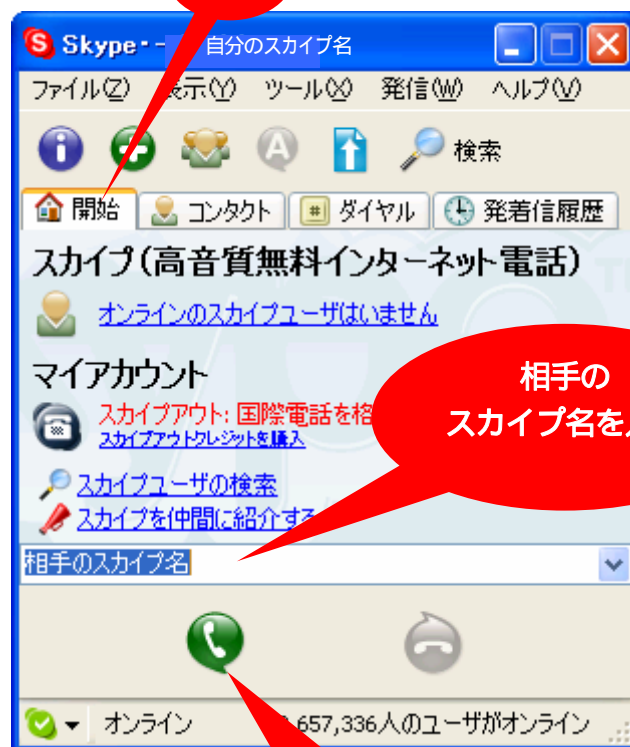 Skype - 自分のスカイプ名
ファイル(Z) 表示(Y) ツール(X) 発信(W) ヘルプ(V)
検索
開始 コンタクト ダイヤル 発着信履歴
スカイプ(高音質無料インターネット電話)
オンラインのスカイプユーザはいません
マイアカウント
スカイプアウト: 国際電話を格
スカイプアウトクレジットを購入
相手の
スカイプ名を
スカイプユーザの検索
スカイプを仲間に紹介する
相手のスカイプ名
オンライン 657,336人のユーザがオンライン